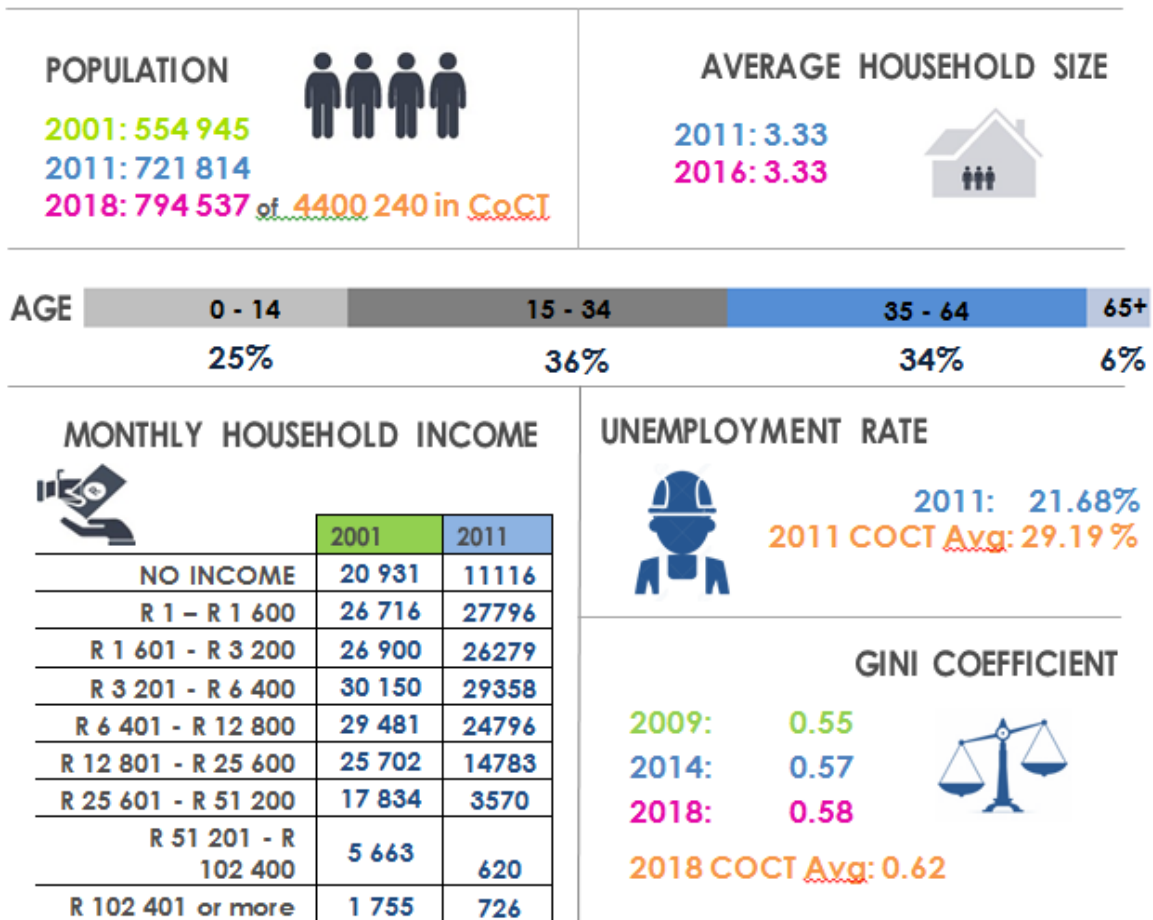 POPULATION
2001: 554 945
2011: 721 814
2018: 794 537 of 4400 240 in CoCT
AVERAGE HOUSEHOLD SIZE
2011: 3.33
2016: 3.33
AGE 0 - 14 15 - 34 35 - 64 65+
25% 36% 34% 6%
MONTHLY HOUSEHOLD INCOME
2001 2011
NO INCOME 20 931 11116
R 1 – R 1 600 26 716 27796
R 1 601 - R 3 200 26 900 26279
R 3 201 - R 6 400 30 150 29358
R 6 401 - R 12 800 29 481 24796
R 12 801 - R 25 600 25 702 14783
R 25 601 - R 51 200 17 834 3570
R 51 201 - R
102 400 5 663 620
R 102 401 or more 1 755 726
UNEMPLOYMENT RATE
2011: 21.68%
2011 COCT Avg: 29.19 %
GINI COEFFICIENT
2009: 0.55
2014: 0.57
2018: 0.58
2018 COCT Avg: 0.62